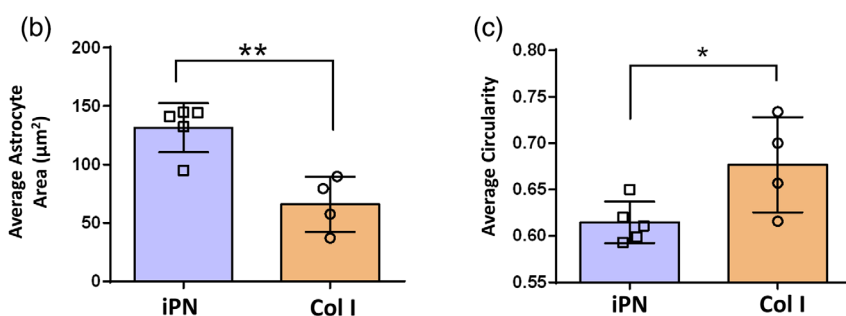 (b)
200
150
100
50
0
Average Astrocyte
Area (µm²)
**
iPN
Col I
(c)
0.80
0.75
0.70
0.65
0.60
0.55
Average Circularity
*
iPN
Col I